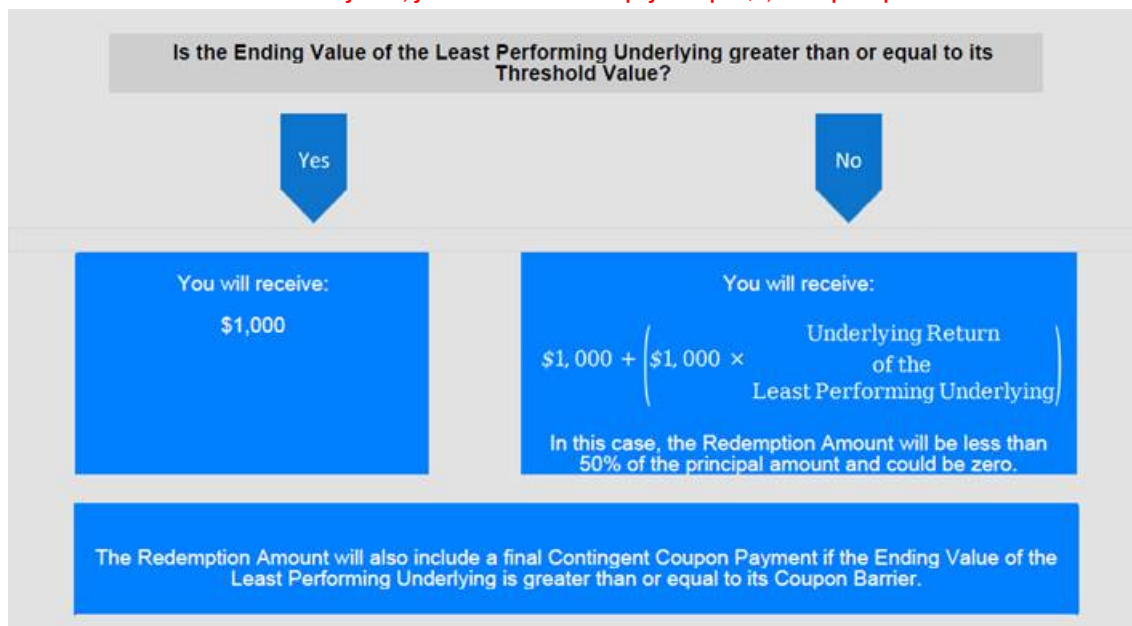 Is the Ending Value of the Least Performing Underlying greater than or equal to its
Threshold Value?
Yes
No
You will receive:
$1,000
You will receive:
$1,000 + ($1,000 × Underlying Return
of the
Least Performing Underlying)
In this case, the Redemption Amount will be less than
50% of the principal amount and could be zero.
The Redemption Amount will also include a final Contingent Coupon Payment if the Ending Value of the
Least Performing Underlying is greater than or equal to its Coupon Barrier.